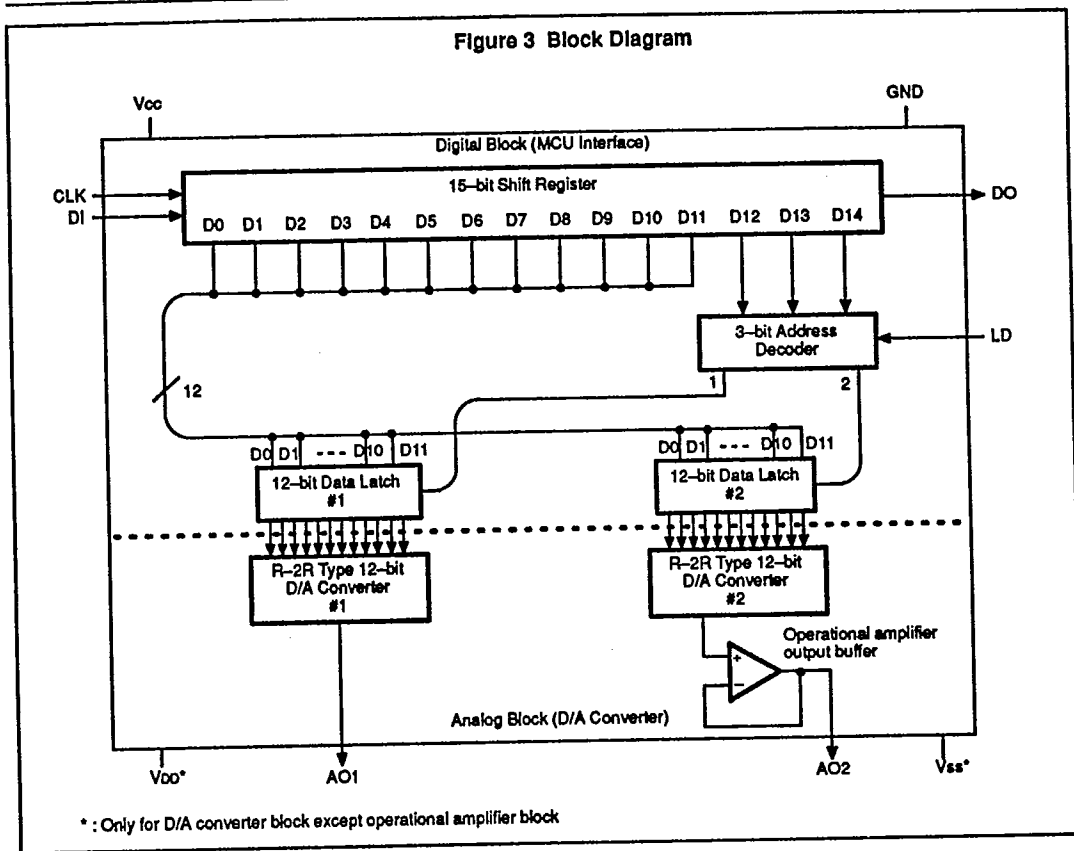 Figure 3 Block Diagram
Vcc
GND
Digital Block (MCU Interface)
15–bit Shift Register
CLK
DI
DO
D0 D1 D2 D3 D4 D5 D6 D7 D8 D9 D10 D11 D12 D13 D14
3–bit Address
Decoder
LD
1
2
12
D0 D1 --- D10 D11
D0 D1 --- D10 D11
12–bit Data Latch
#1
12–bit Data Latch
#2
R–2R Type 12–bit
D/A Converter
#1
R–2R Type 12–bit
D/A Converter
#2
Operational amplifier
output buffer
+
−
Analog Block (D/A Converter)
VDD*
AO1
AO2
Vss*
* : Only for D/A converter block except operational amplifier block